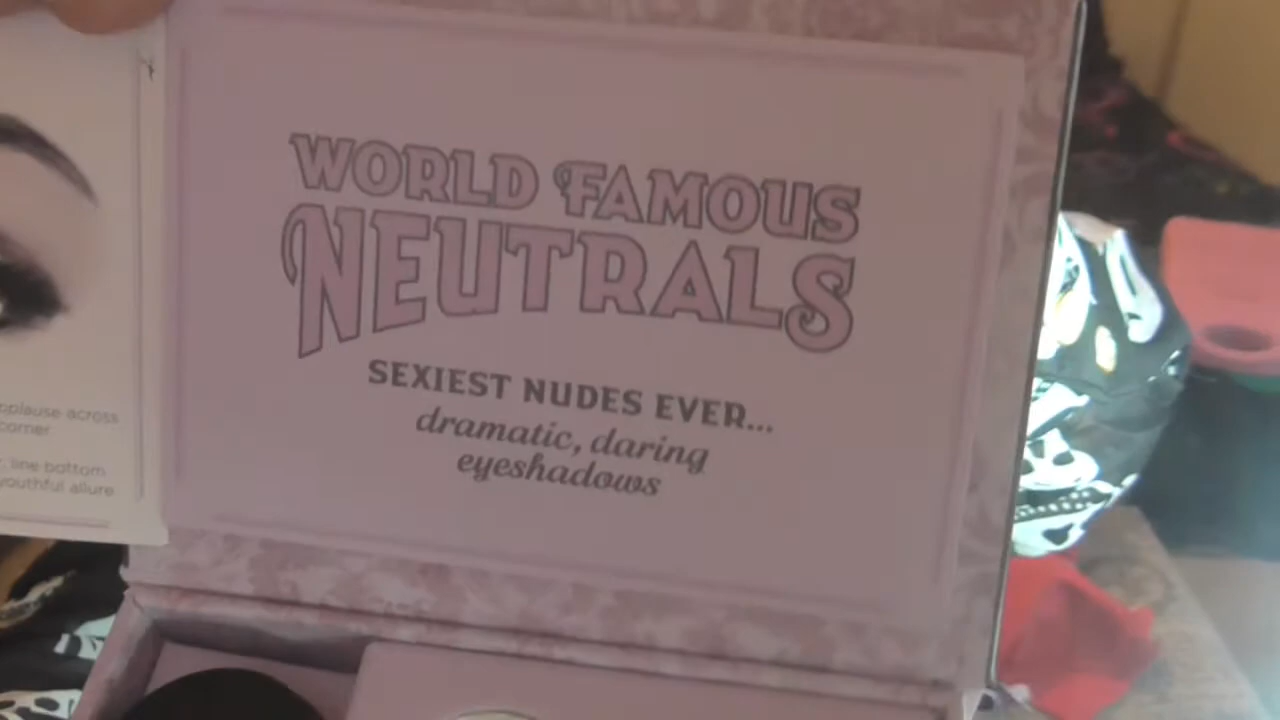 WORLD FAMOUS
NEUTRALS
SEXIEST NUDES EVER...
dramatic, daring
eyeshadows
pplause across
corner
, line bottom
youthful allure